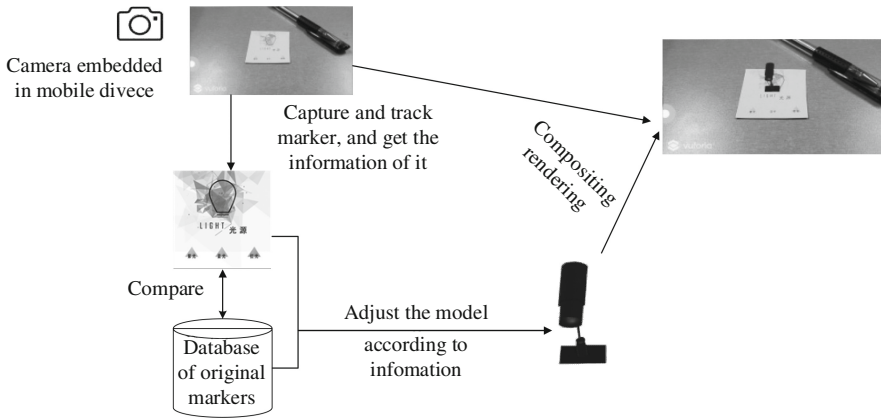 Camera embedded
in mobile divece
Capture and track
marker, and get the
information of it
Compositing
rendering
vuforia
LIGHT 光源
Compare
Database
of original
markers
Adjust the model
according to
infomation